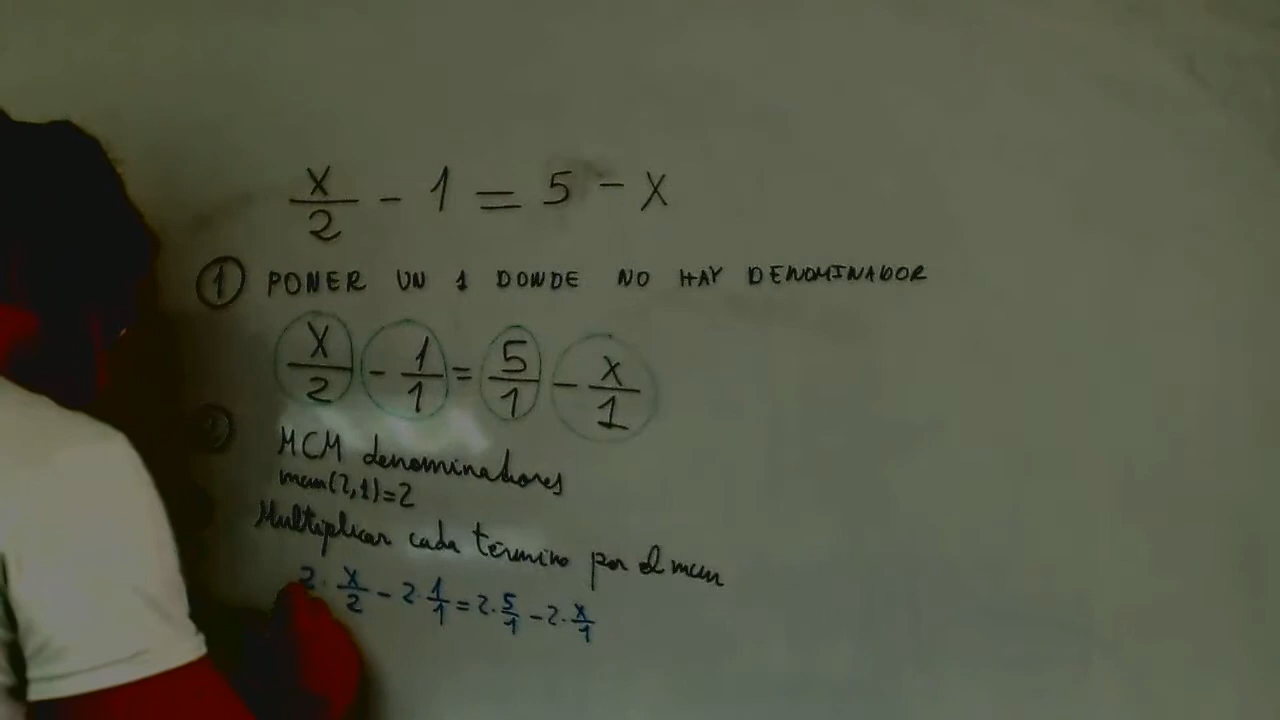 x/2 - 1 = 5 - x
① PONER UN 1 DONDE NO HAY DENOMINADOR
x/2 - 1/1 = 5/1 - x/1
② MCM denominadores
mcm(2,1)=2
Multiplicar cada término por el mcm
2· x/2 - 2· 1/1 = 2· 5/1 - 2· x/1